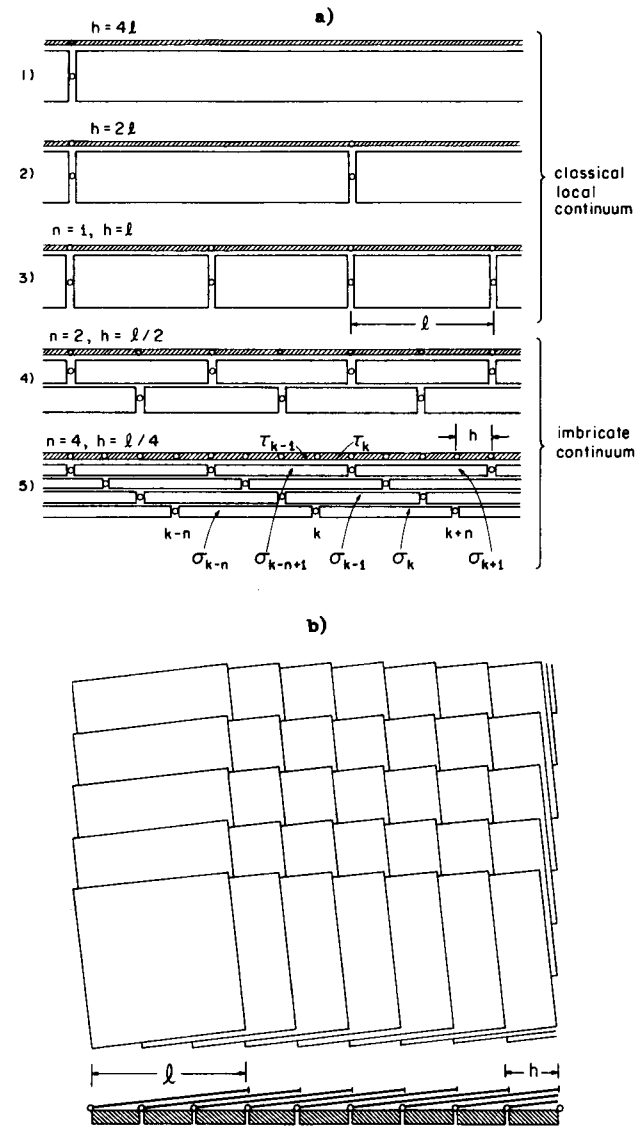 a)
h = 4ℓ
1)
h = 2ℓ
2)
classical
local
continuum
n = 1, h = ℓ
3)
ℓ
n = 2, h = ℓ/2
4)
imbricate
continuum
n = 4, h = ℓ/4
τk-1
τk
h
5)
k-n
k
k+n
σk-n
σk-n+1
σk-1
σk
σk+1
b)
ℓ
h